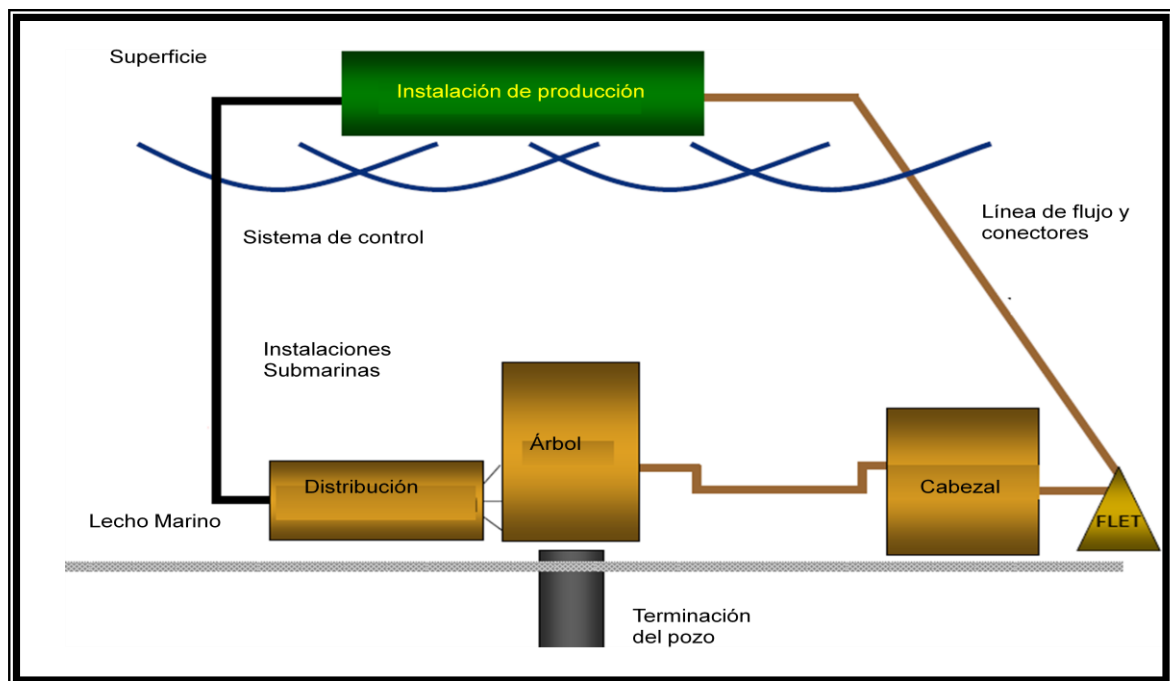 Superficie
Instalación de producción
Línea de flujo y
conectores
Sistema de control
Instalaciones
Submarinas
Árbol
Distribución
Cabezal
Lecho Marino
FLET
Terminación
del pozo